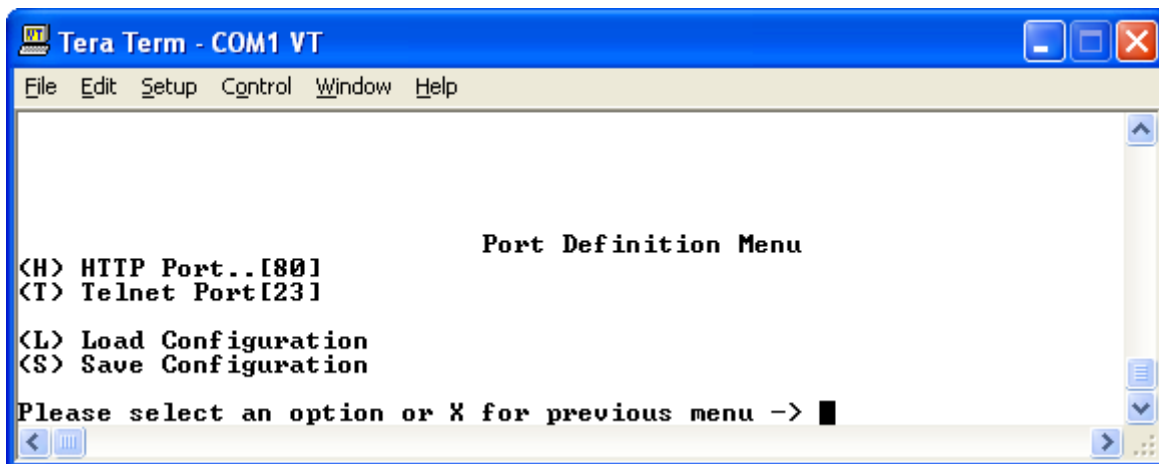 Tera Term - COM1 VT
File Edit Setup Control Window Help
Port Definition Menu
(H) HTTP Port..[80]
(T) Telnet Port[23]
(L) Load Configuration
(S) Save Configuration
Please select an option or X for previous menu ->